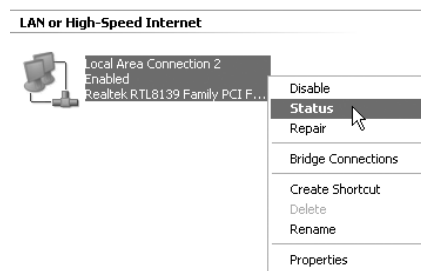 LAN or High-Speed Internet
Local Area Connection 2
Enabled
Realtek RTL8139 Family PCI F...
Disable
Status
Repair
Bridge Connections
Create Shortcut
Delete
Rename
Properties